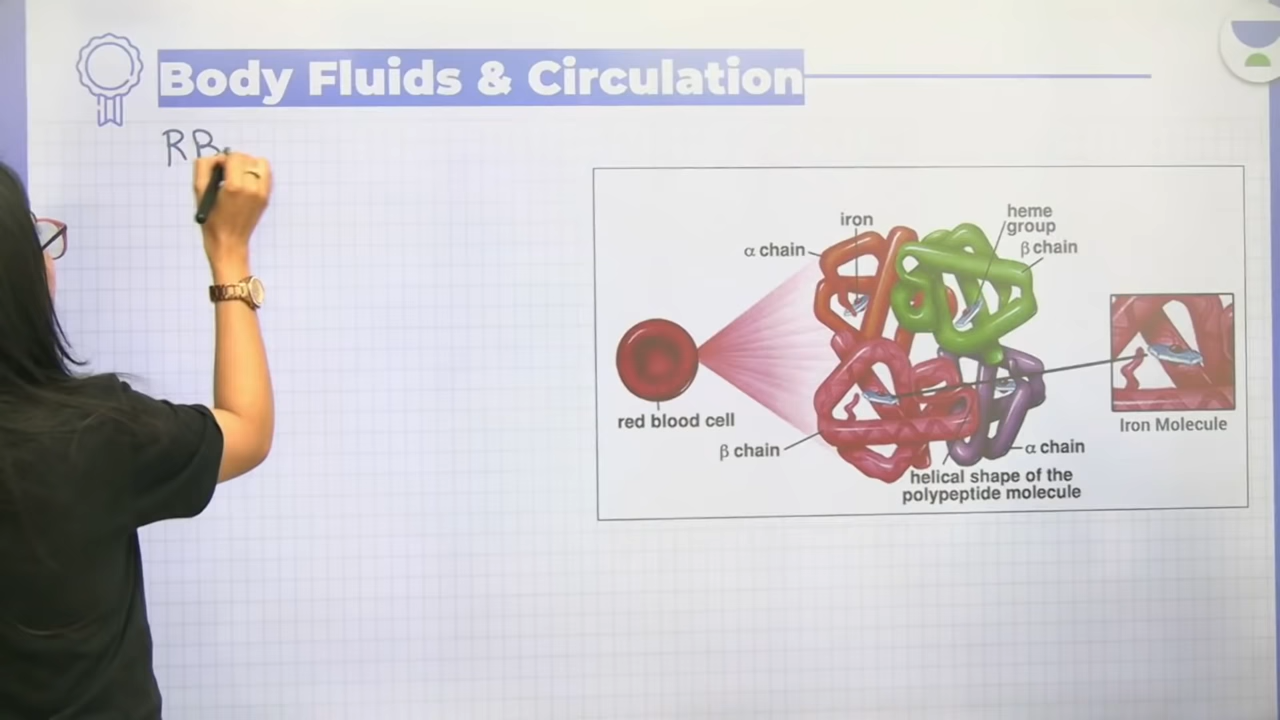 Body Fluids & Circulation
RB
iron
heme
group
α chain
β chain
red blood cell
Iron Molecule
β chain
α chain
helical shape of the
polypeptide molecule